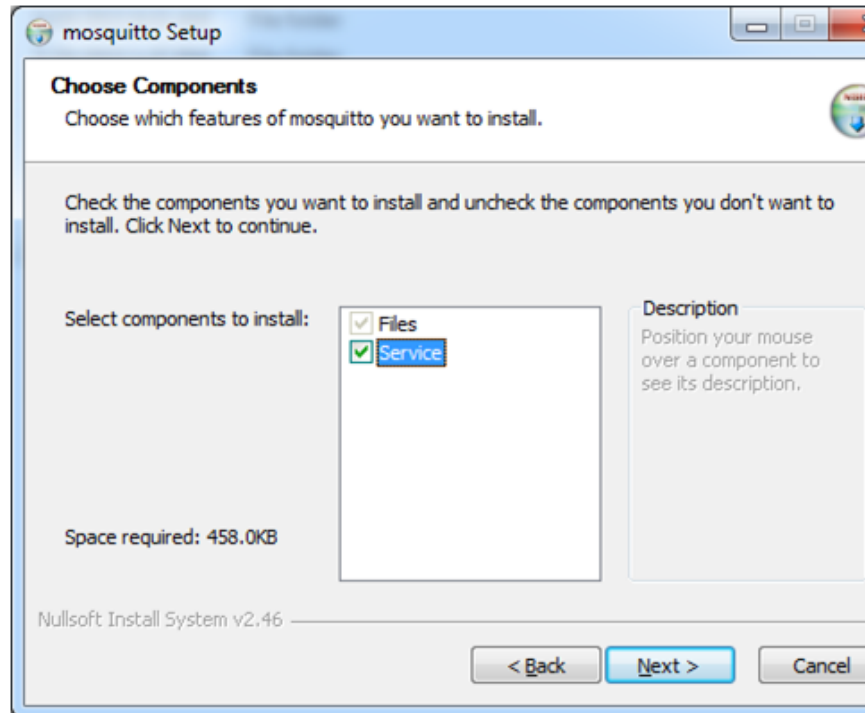 mosquitto Setup
Choose Components
Choose which features of mosquitto you want to install.
Check the components you want to install and uncheck the components you don't want to
install. Click Next to continue.
Select components to install:
Files
Service
Description
Position your mouse
over a component to
see its description.
Space required: 458.0KB
Nullsoft Install System v2.46
< Back
Next >
Cancel